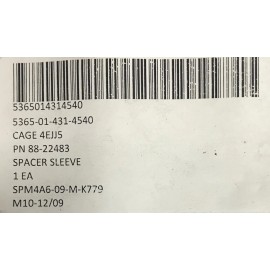 5365014314540
5365-01-431-4540
CAGE 4EJJ5
PN 88-22483
SPACER SLEEVE
1 EA
SPM4A6-09-M-K779
M10-12/09